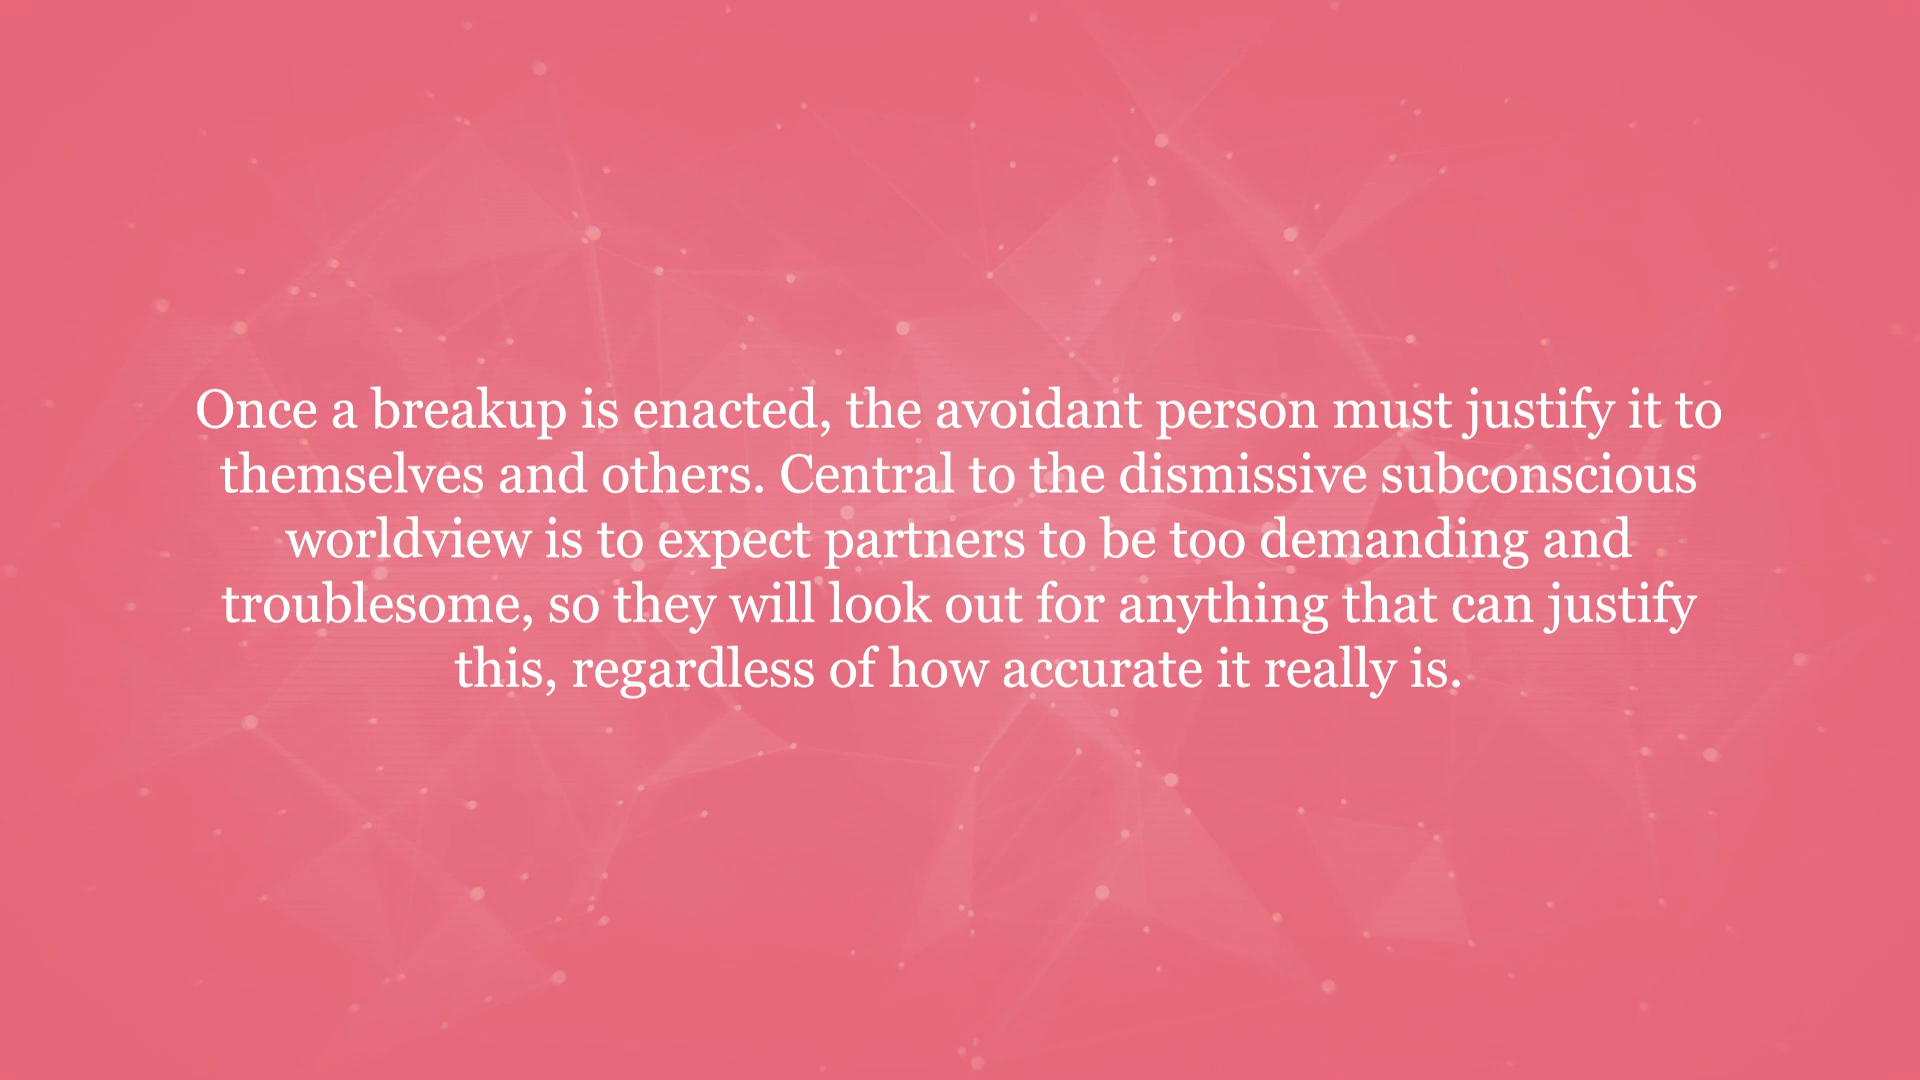 Once a breakup is enacted, the avoidant person must justify it to
themselves and others. Central to the dismissive subconscious
worldview is to expect partners to be too demanding and
troublesome, so they will look out for anything that can justify
this, regardless of how accurate it really is.